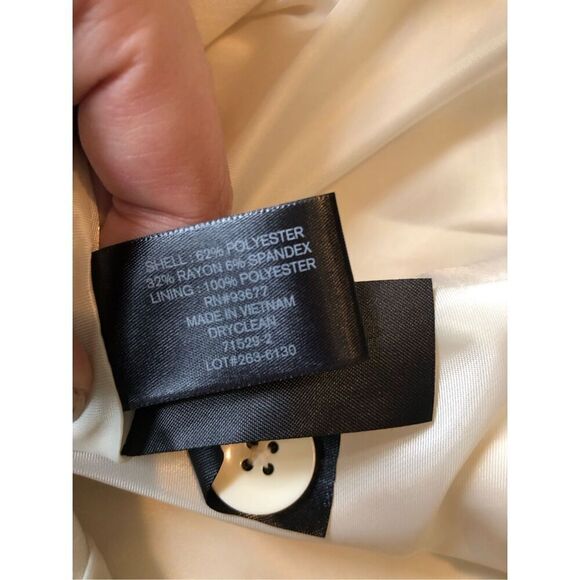 SHELL : 62% POLYESTER
32% RAYON 6% SPANDEX
LINING : 100% POLYESTER
RN#93677
MADE IN VIETNAM
DRYCLEAN
71529-2
LOT#263-6130